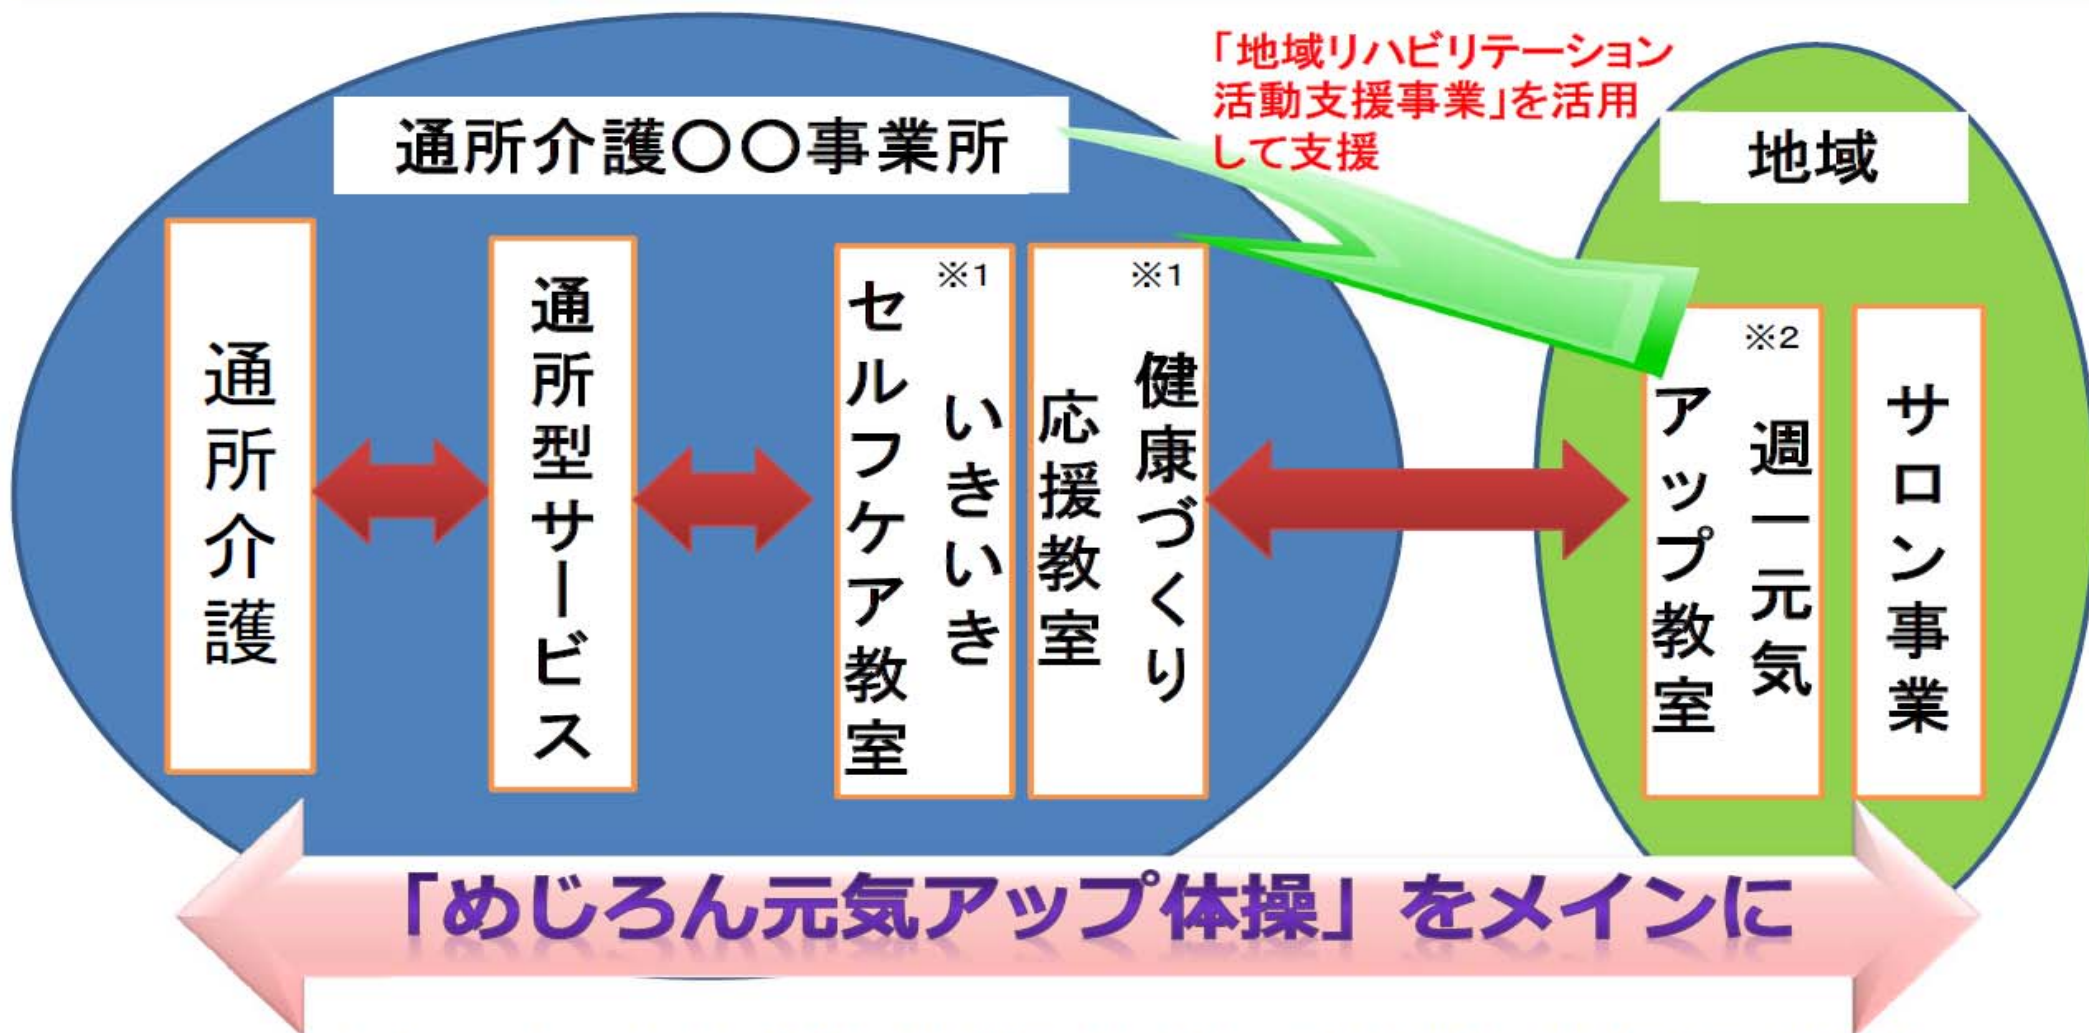 「地域リハビリテーション
活動支援事業」を活用
して支援
通所介護〇〇事業所
地域
通所介護
通所型サービス
※1
いきいき
セルフケア教室
※1
健康づくり
応援教室
※2
週一元気
アップ教室
サロン事業
「めじろん元気アップ体操」をメインに